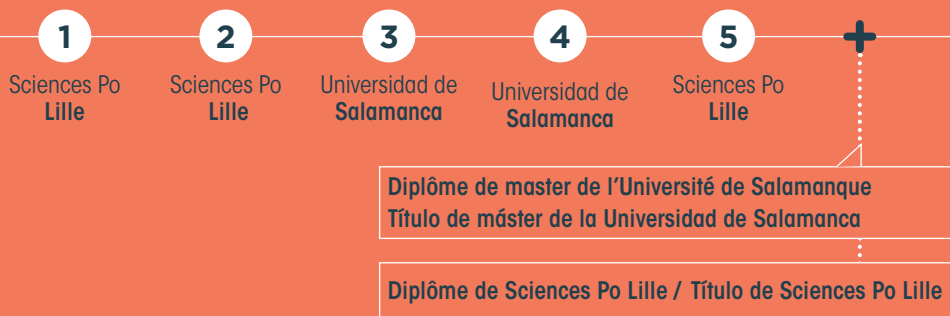 1
Sciences Po
Lille
2
Sciences Po
Lille
3
Universidad de
Salamanca
4
Universidad de
Salamanca
5
Sciences Po
Lille
+
Diplôme de master de l'Université de Salamanque
Título de máster de la Universidad de Salamanca
Diplôme de Sciences Po Lille / Título de Sciences Po Lille